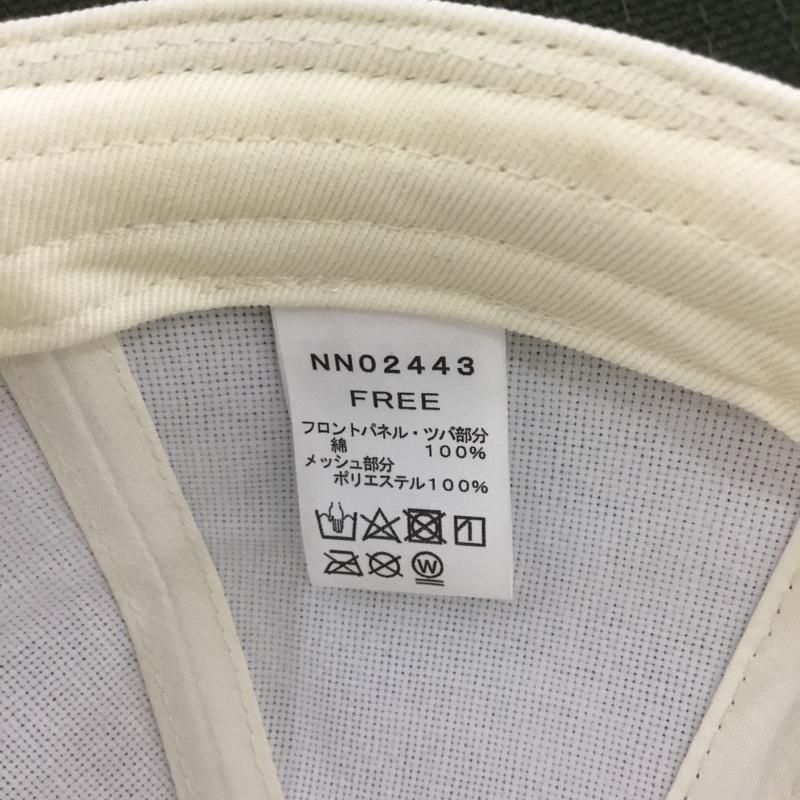 NN02443
FREE
フロントパネル・ツバ部分
綿 100%
メッシュ部分
ポリエステル100%
W